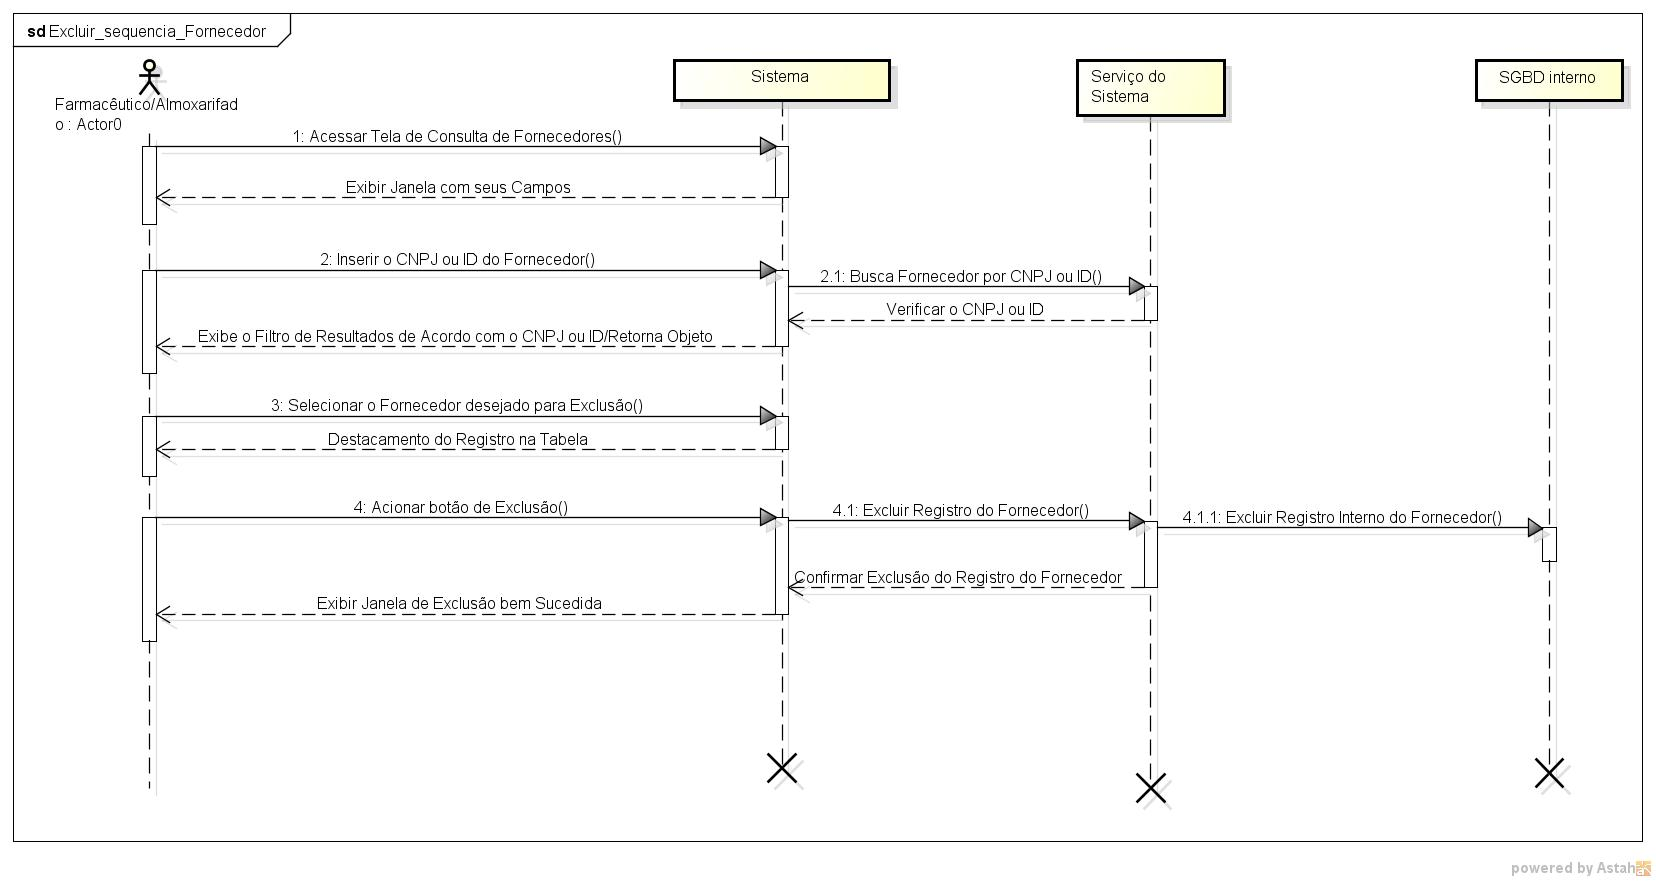 sd Excluir_sequencia_Fornecedor
Farmacêutico/Almoxarifad
o : Actor0
Sistema
Serviço do
Sistema
SGBD interno
1: Acessar Tela de Consulta de Fornecedores()
Exibir Janela com seus Campos
2: Inserir o CNPJ ou ID do Fornecedor()
2.1: Busca Fornecedor por CNPJ ou ID()
Verificar o CNPJ ou ID
Exibe o Filtro de Resultados de Acordo com o CNPJ ou ID/Retorna Objeto
3: Selecionar o Fornecedor desejado para Exclusão()
Destacamento do Registro na Tabela
4: Acionar botão de Exclusão()
4.1: Excluir Registro do Fornecedor()
4.1.1: Excluir Registro Interno do Fornecedor()
Confirmar Exclusão do Registro do Fornecedor
Exibir Janela de Exclusão bem Sucedida
powered by Astah